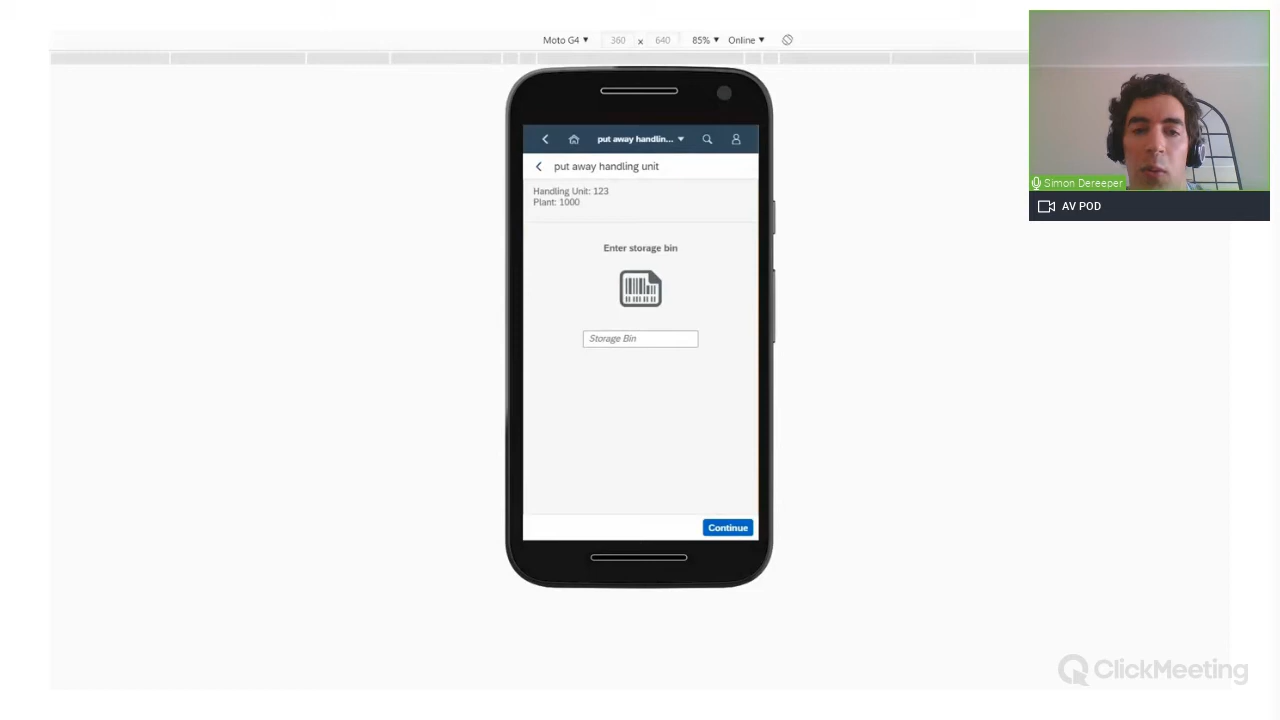 Moto G4 360 x 640 85% Online
put away handlin...
put away handling unit
Handling Unit: 123
Plant: 1000
Enter storage bin
Storage Bin
Continue
Simon Dereeper
AV POD
ClickMeeting